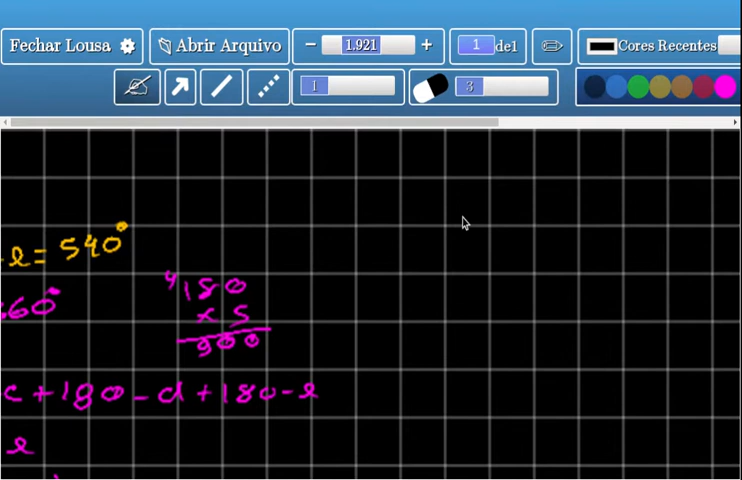 Fechar Lousa Abrir Arquivo − 1.921 + 1 de1 Cores Recentes
1 3
l = 540°
60°
4
180
x 5
900
c + 180 - d + 180 - l
l